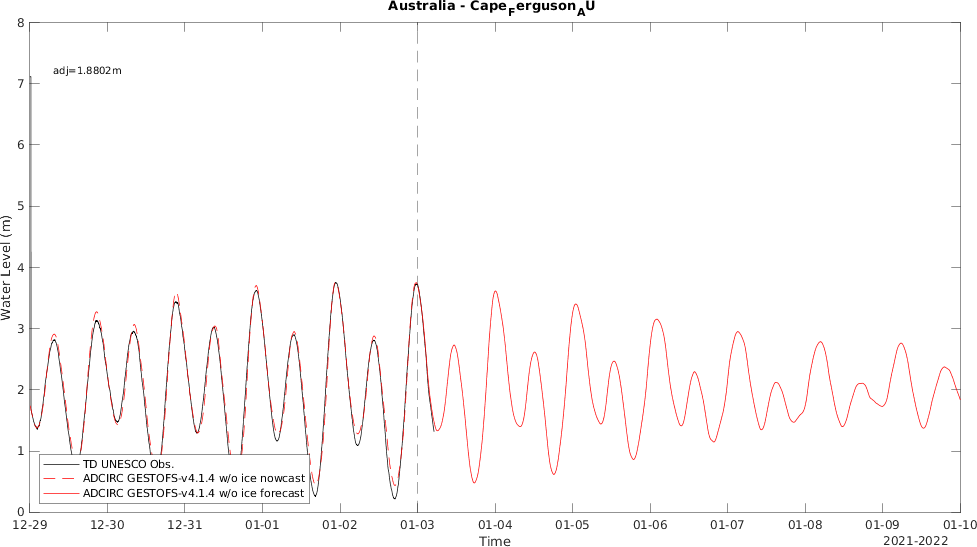 Australia - Cape_Ferguson_AU
adj=1.8802m
Water Level (m)
8
7
6
5
4
3
2
1
0
TD UNESCO Obs.
ADCIRC GESTOFS-v4.1.4 w/o ice nowcast
ADCIRC GESTOFS-v4.1.4 w/o ice forecast
12-29 12-30 12-31 01-01 01-02 01-03 01-04 01-05 01-06 01-07 01-08 01-09 01-10
Time
2021-2022